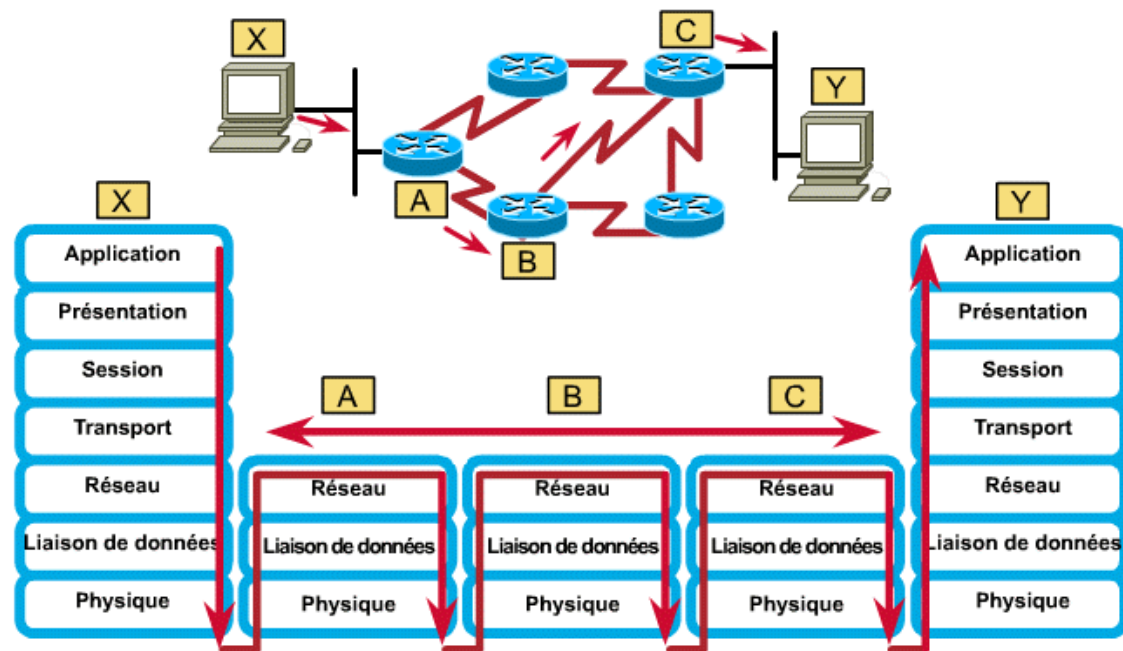 X
C
Y
A
B
X
Y
Application
Présentation
Session
Transport
Réseau
Liaison de données
Physique
A
B
C
Réseau
Liaison de données
Physique
Réseau
Liaison de données
Physique
Réseau
Liaison de données
Physique
Application
Présentation
Session
Transport
Réseau
Liaison de données
Physique